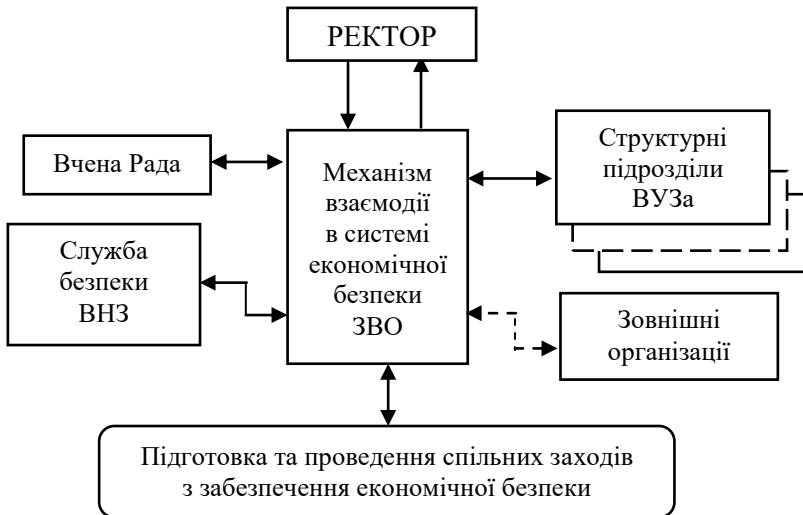 РЕКТОР
Вчена Рада
Механізм
взаємодії
в системі
економічної
безпеки
ЗВО
Структурні
підрозділи
ВУЗа
Служба
безпеки
ВНЗ
Зовнішні
організації
Підготовка та проведення спільних заходів
з забезпечення економічної безпеки